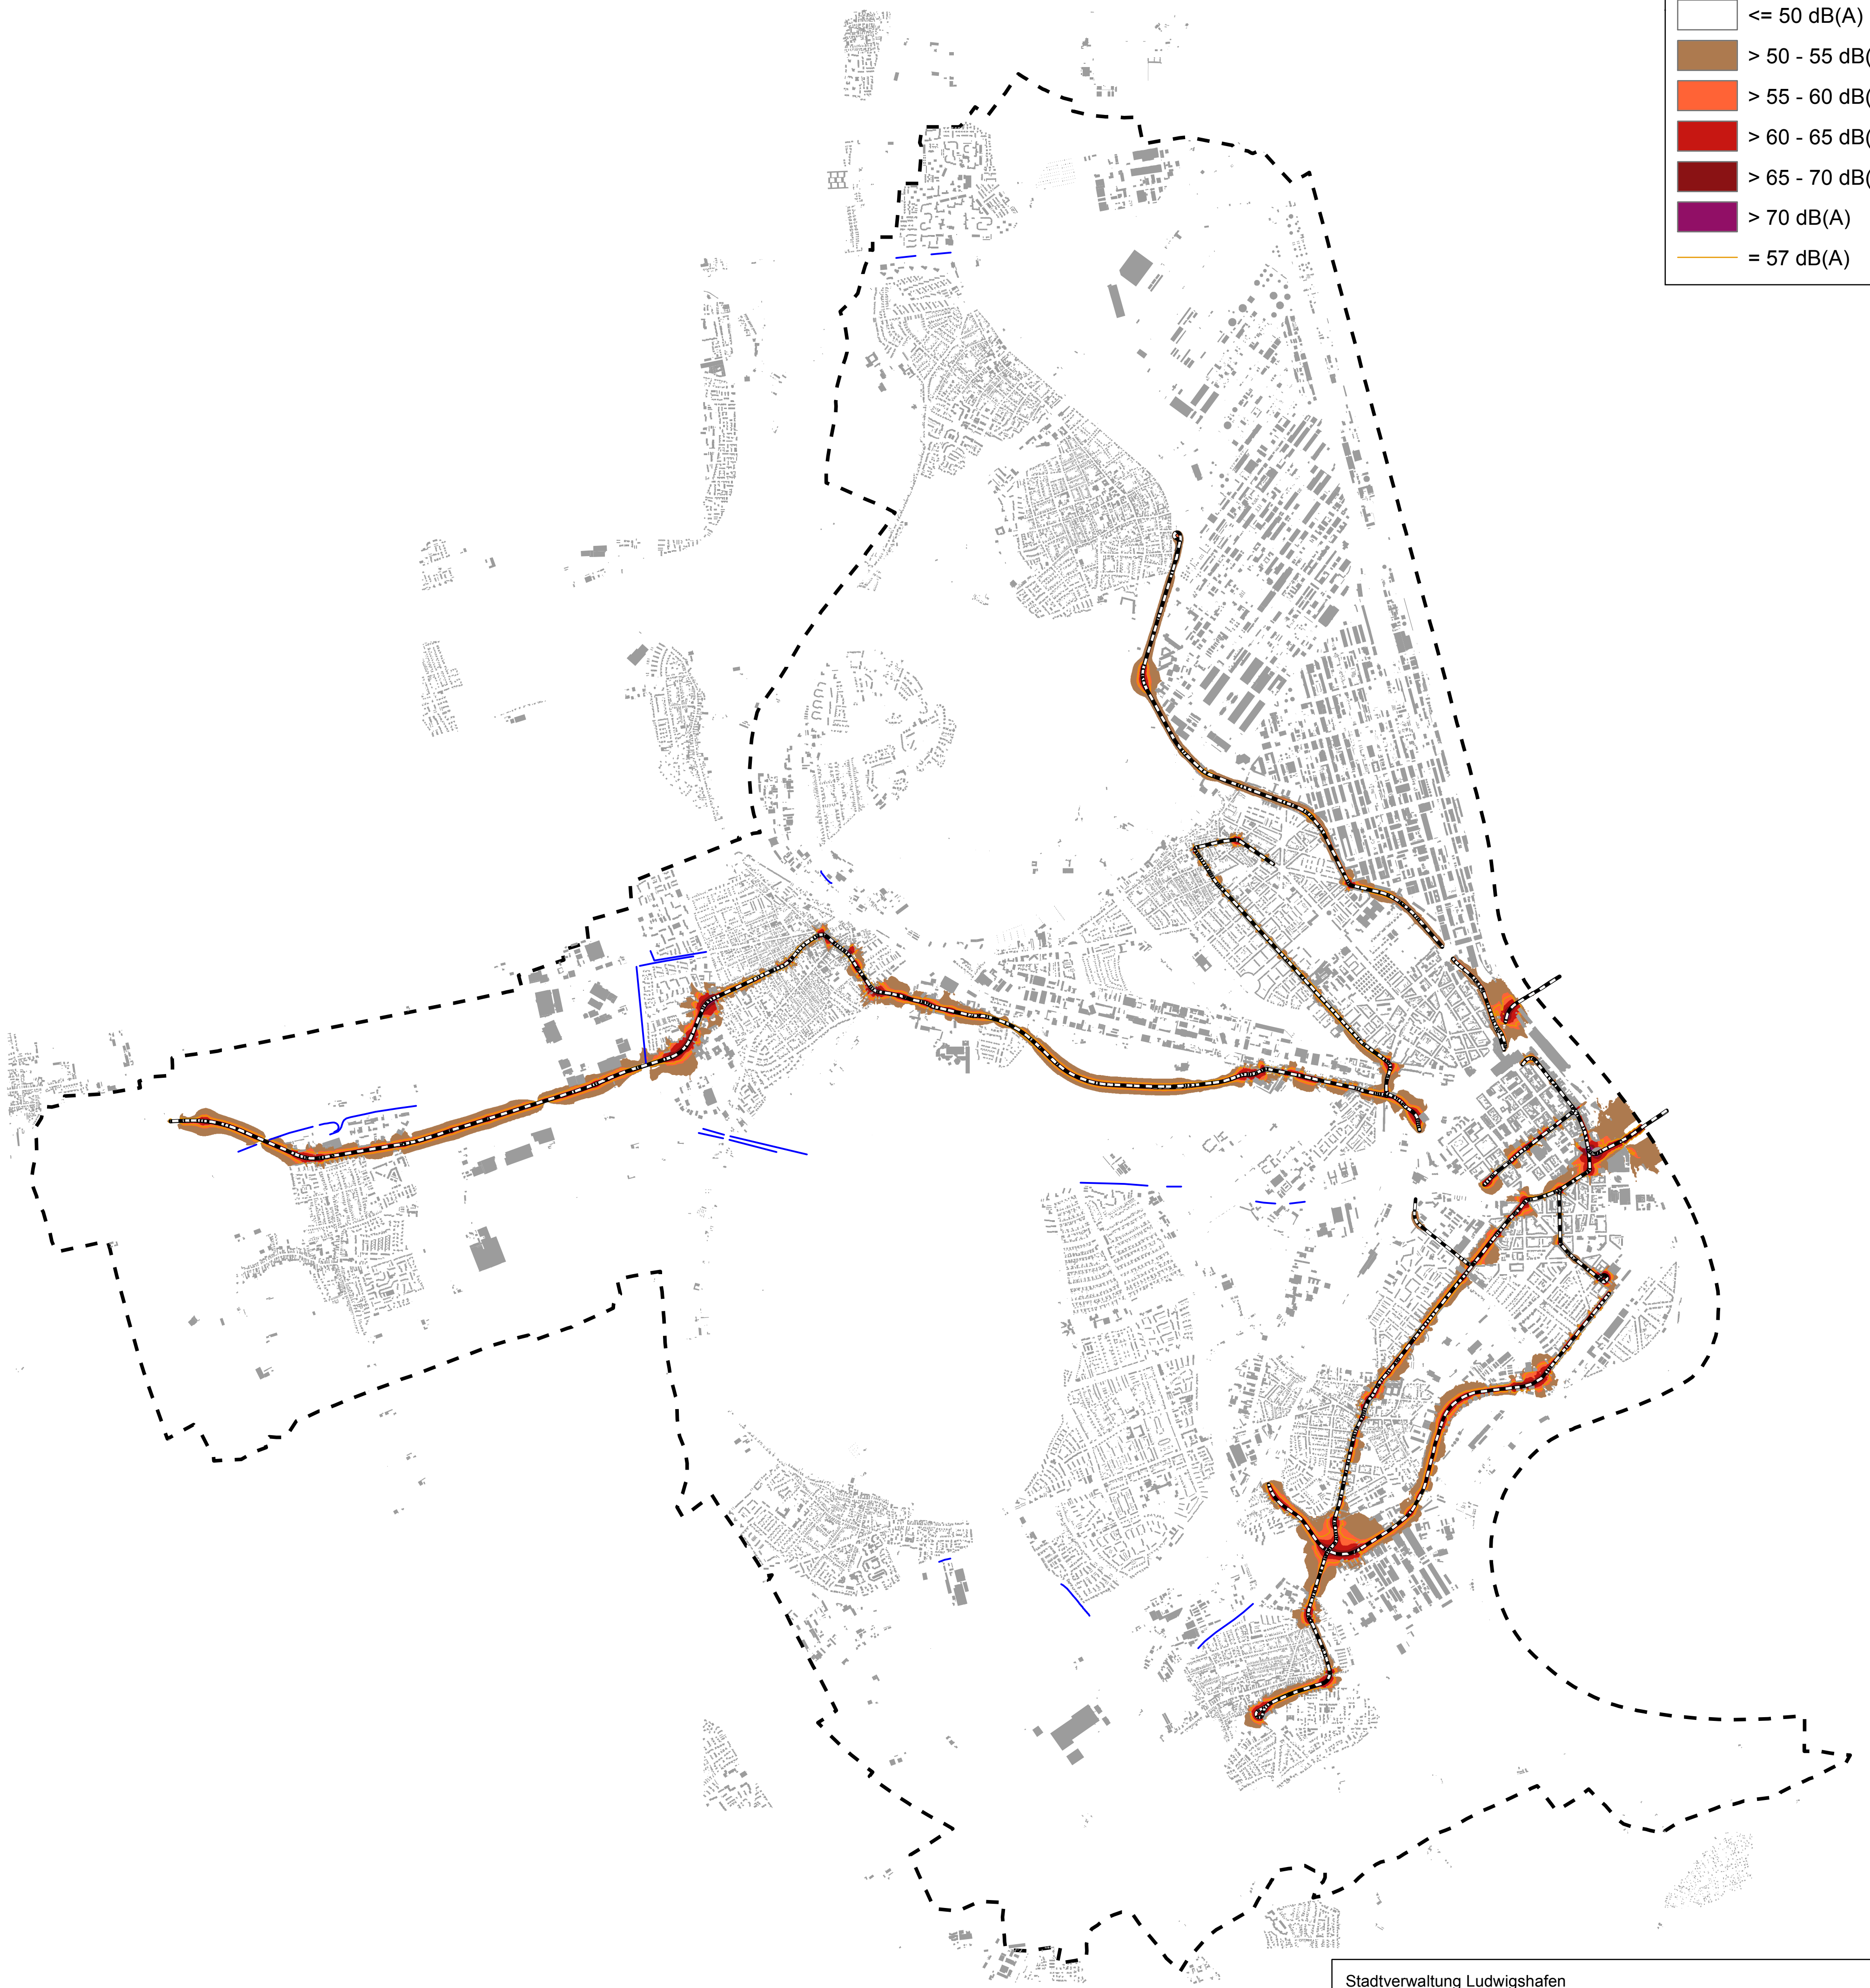 <= 50 dB(A)
> 50 - 55 dB(
> 55 - 60 dB(
> 60 - 65 dB(
> 65 - 70 dB(
> 70 dB(A)
= 57 dB(A)
Stadtverwaltung Ludwigshafen